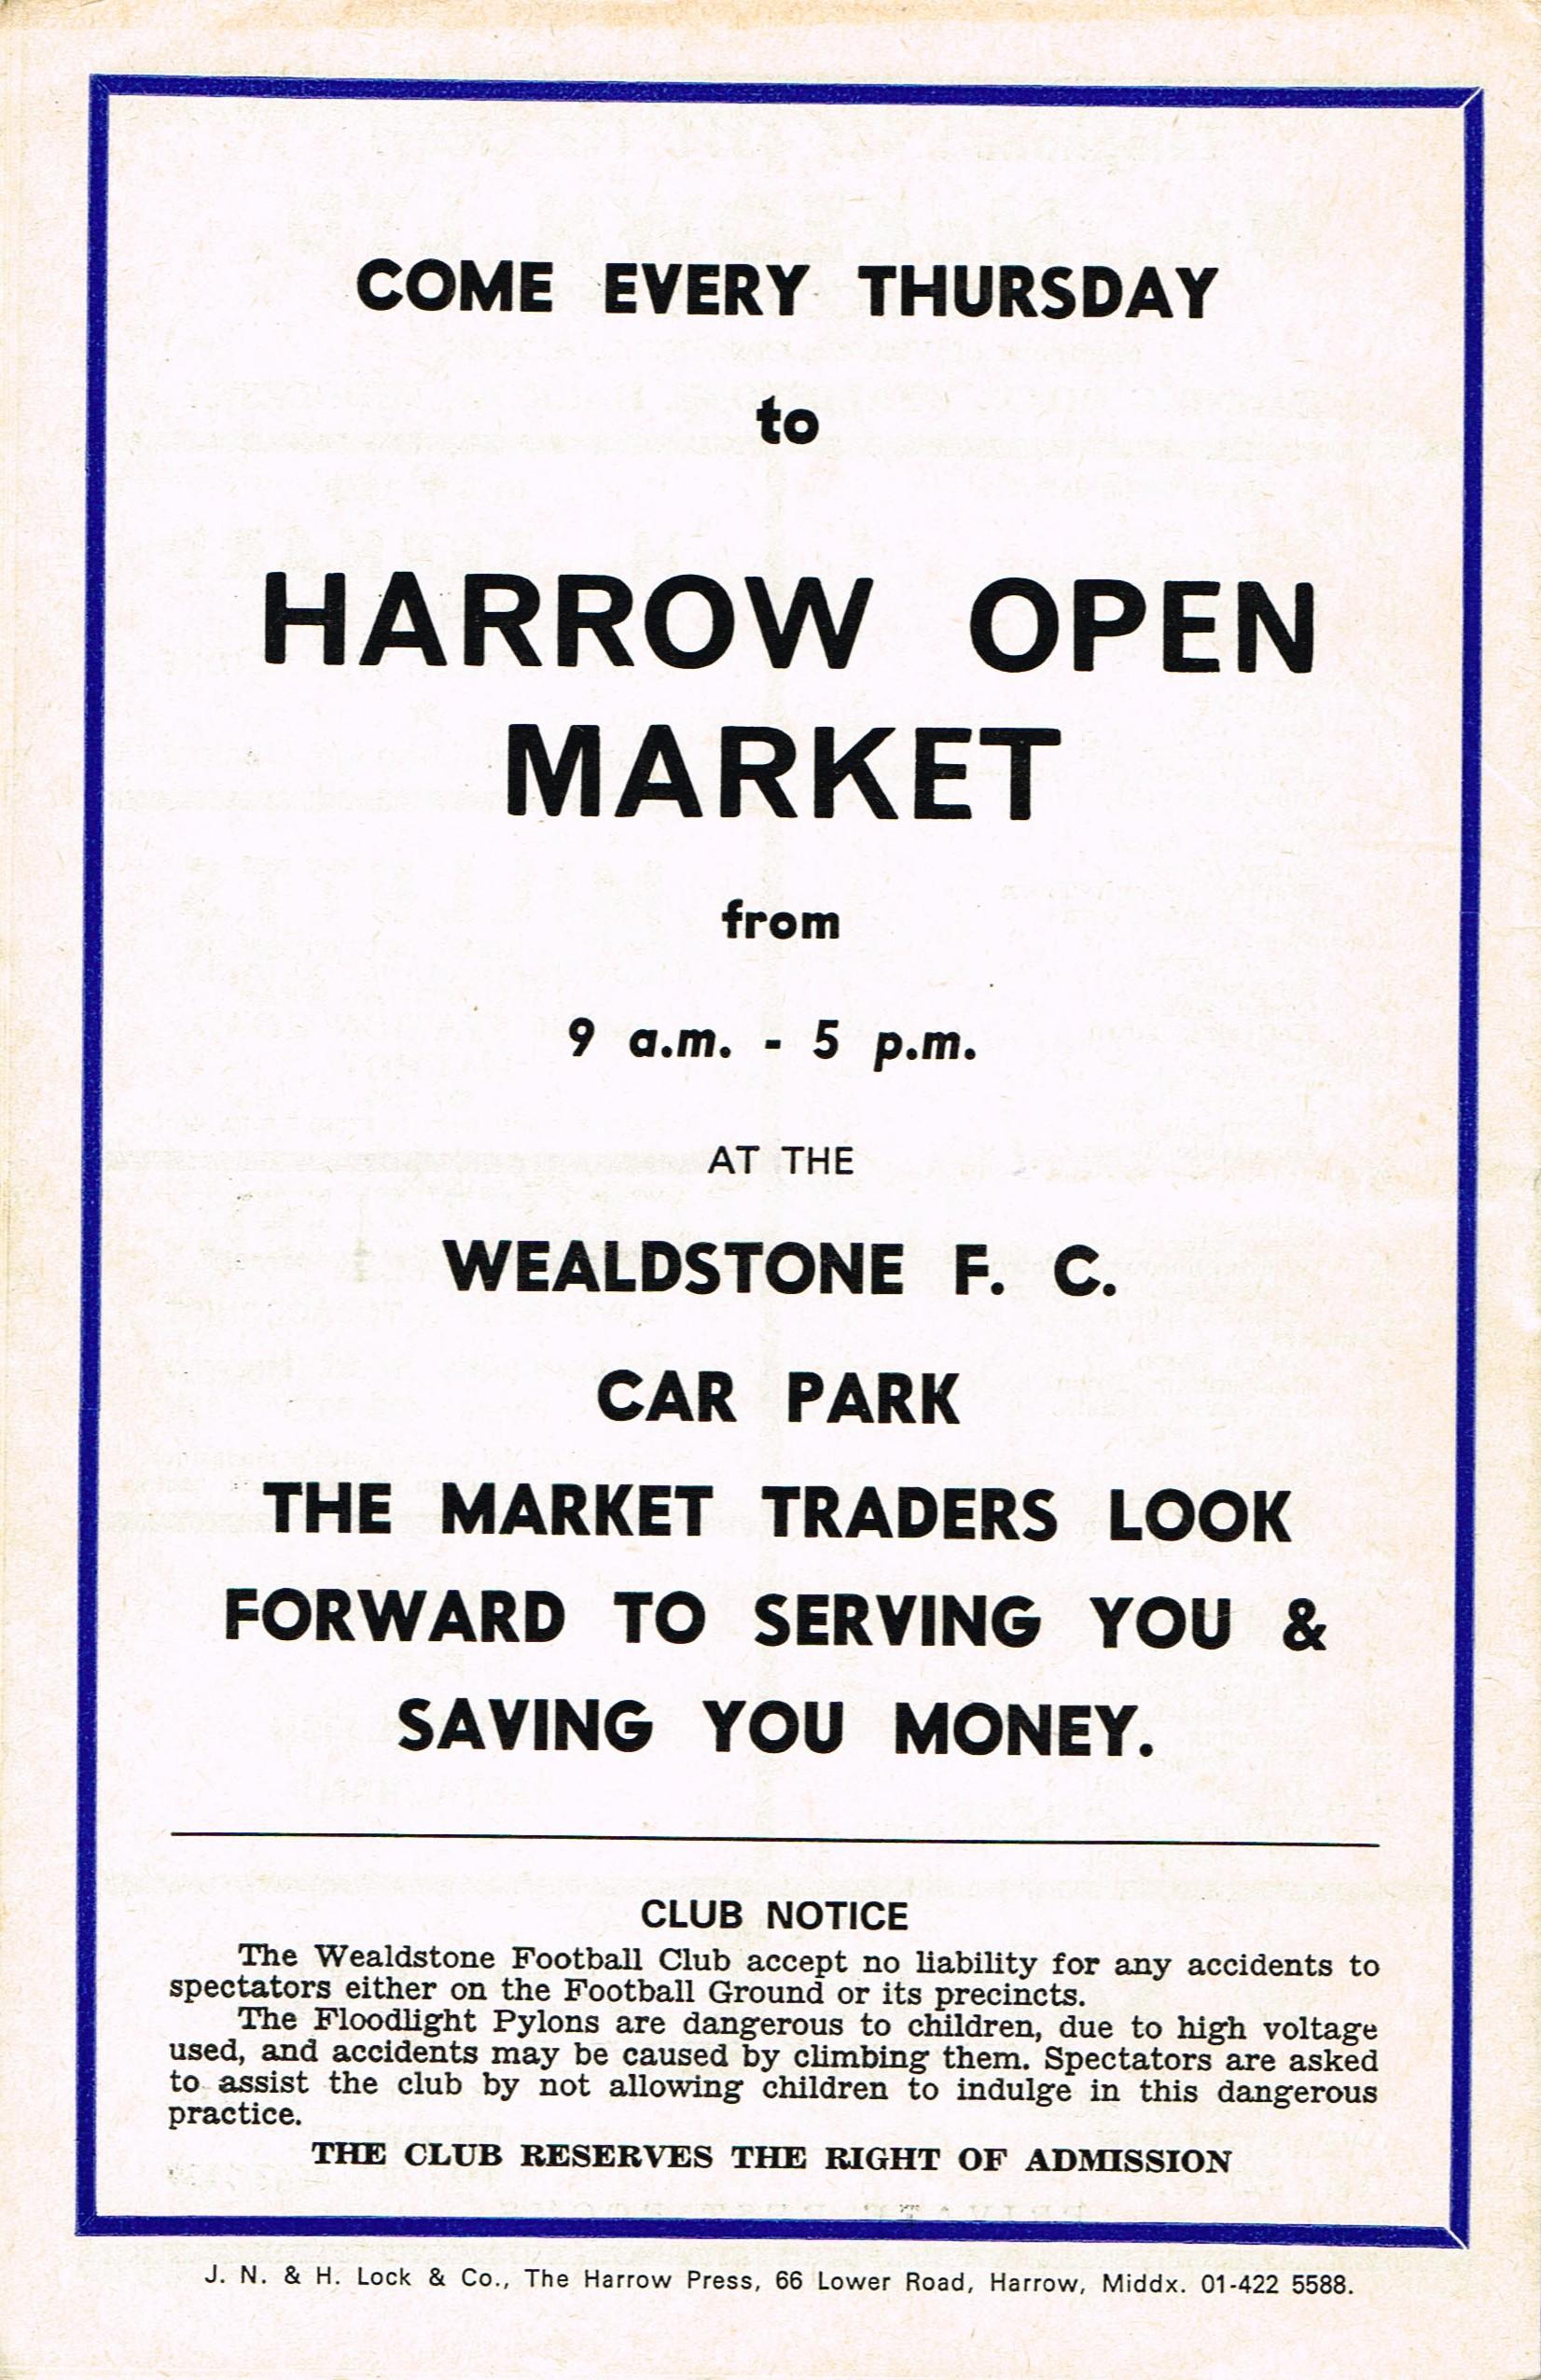 COME EVERY THURSDAY
to
HARROW OPEN
MARKET
from
9 a.m. - 5 p.m.
AT THE
WEALDSTONE F. C.
CAR PARK
THE MARKET TRADERS LOOK
FORWARD TO SERVING YOU &
SAVING YOU MONEY.
CLUB NOTICE
The Wealdstone Football Club accept no liability for any accidents to
spectators either on the Football Ground or its precincts.
The Floodlight Pylons are dangerous to children, due to high voltage
used, and accidents may be caused by climbing them. Spectators are asked
to assist the club by not allowing children to indulge in this dangerous
practice.
THE CLUB RESERVES THE RIGHT OF ADMISSION
J. N. & H. Lock & Co., The Harrow Press, 66 Lower Road, Harrow, Middx. 01-422 5588.